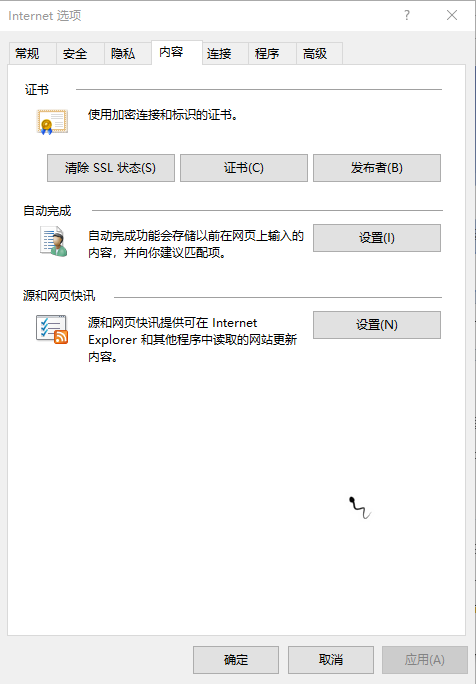 Internet 选项
?
常规 安全 隐私 内容 连接 程序 高级
证书
使用加密连接和标识的证书。
清除 SSL 状态(S) 证书(C) 发布者(B)
自动完成
自动完成功能会存储以前在网页上输入的
内容，并向你建议匹配项。
设置(I)
源和网页快讯
源和网页快讯提供可在 Internet
Explorer 和其他程序中读取的网站更新
内容。
设置(N)
确定 取消 应用(A)